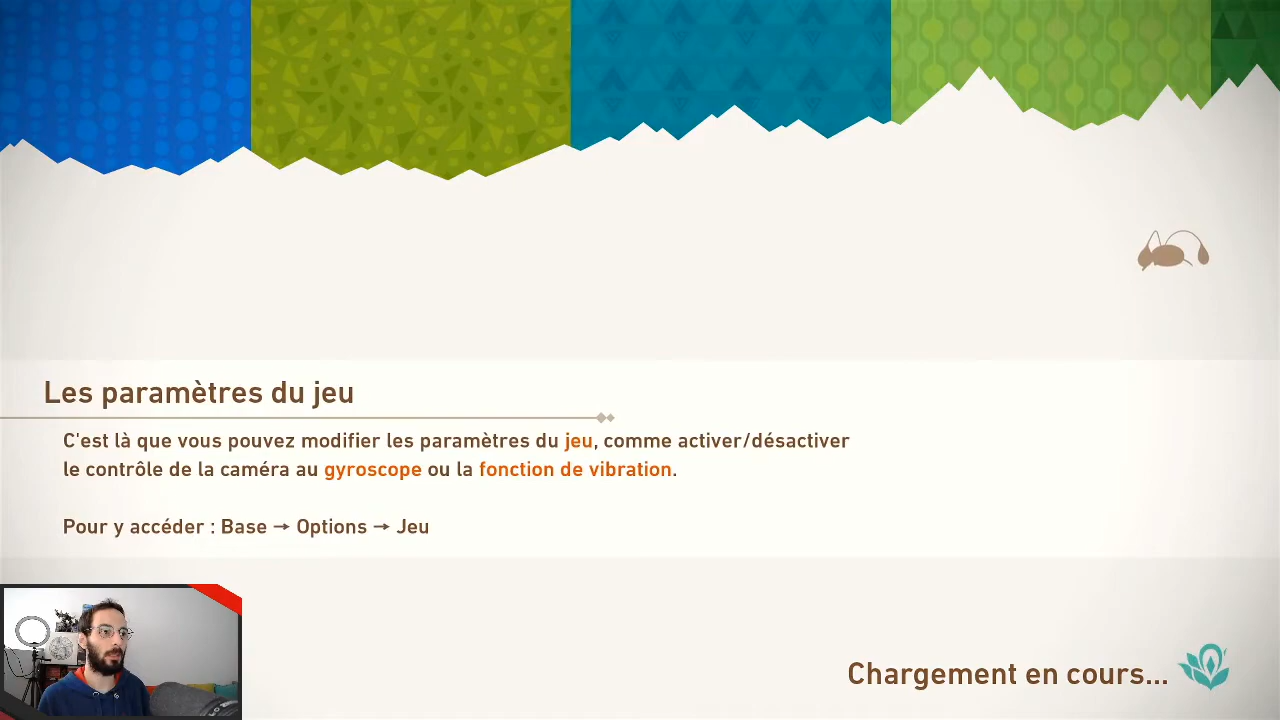 Les paramètres du jeu
C'est là que vous pouvez modifier les paramètres du jeu, comme activer/désactiver
le contrôle de la caméra au gyroscope ou la fonction de vibration.
Pour y accéder : Base → Options → Jeu
Chargement en cours...